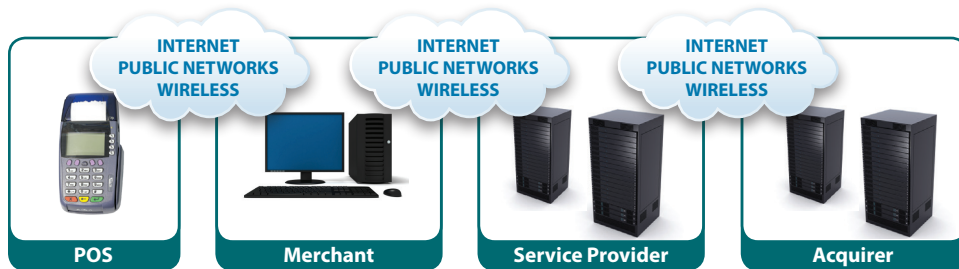 INTERNET
PUBLIC NETWORKS
WIRELESS
INTERNET
PUBLIC NETWORKS
WIRELESS
INTERNET
PUBLIC NETWORKS
WIRELESS
POS
Merchant
Service Provider
Acquirer